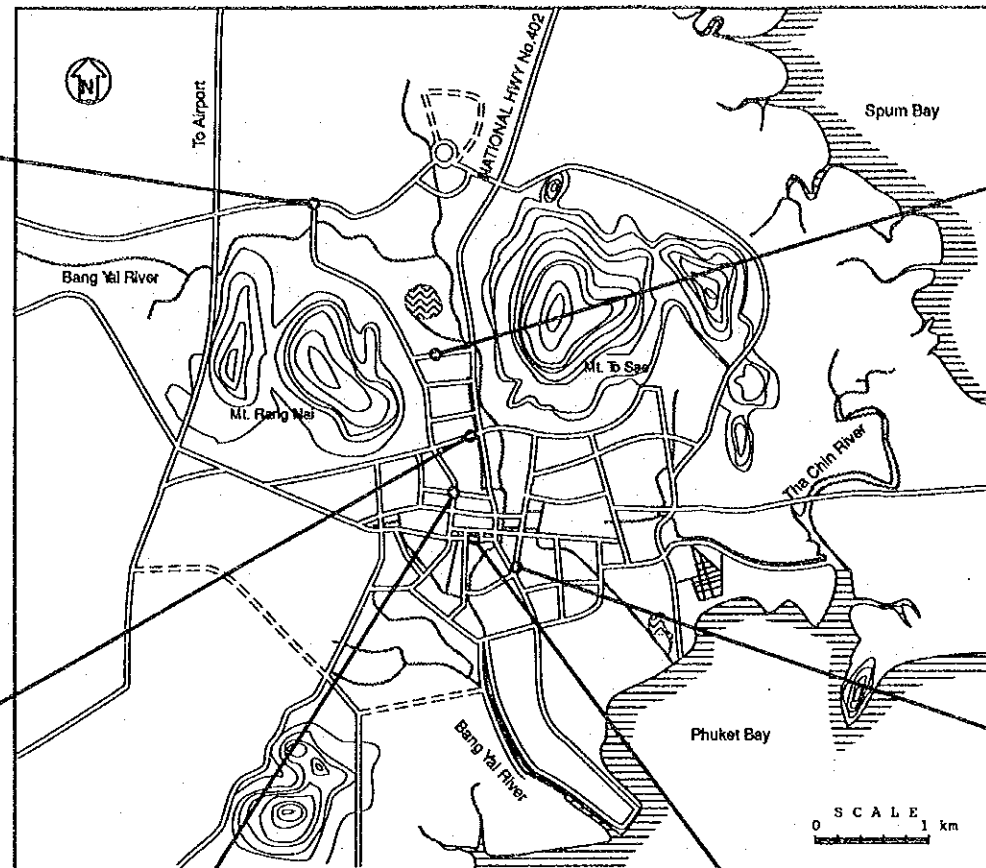 N
To Airport
NATIONAL HWY No.402
Spum Bay
Bang Yai River
Mt. To Sae
Mt. Rang Nai
Tha Chin River
Bang Yai River
Phuket Bay
SCALE
0 1 km